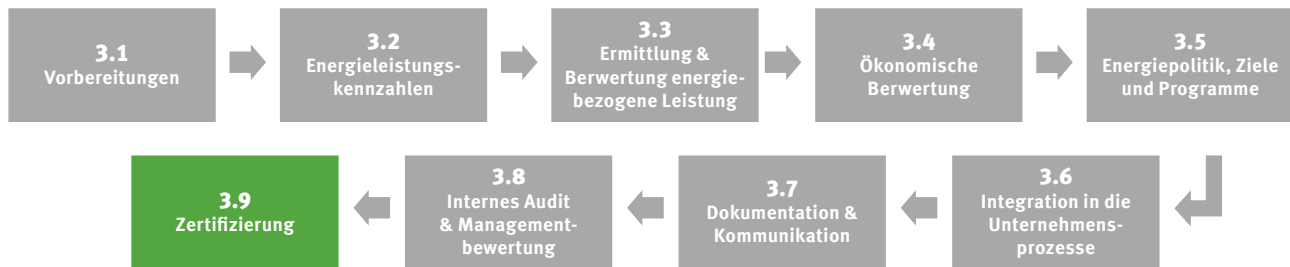 3.1
Vorbereitungen
3.2
Energieleistungs-
kennzahlen
3.3
Ermittlung &
Berwertung energie-
bezogene Leistung
3.4
Ökonomische
Berwertung
3.5
Energiepolitik, Ziele
und Programme
3.6
Integration in die
Unternehmens-
prozesse
3.7
Dokumentation &
Kommunikation
3.8
Internes Audit
& Management-
bewertung
3.9
Zertifizierung